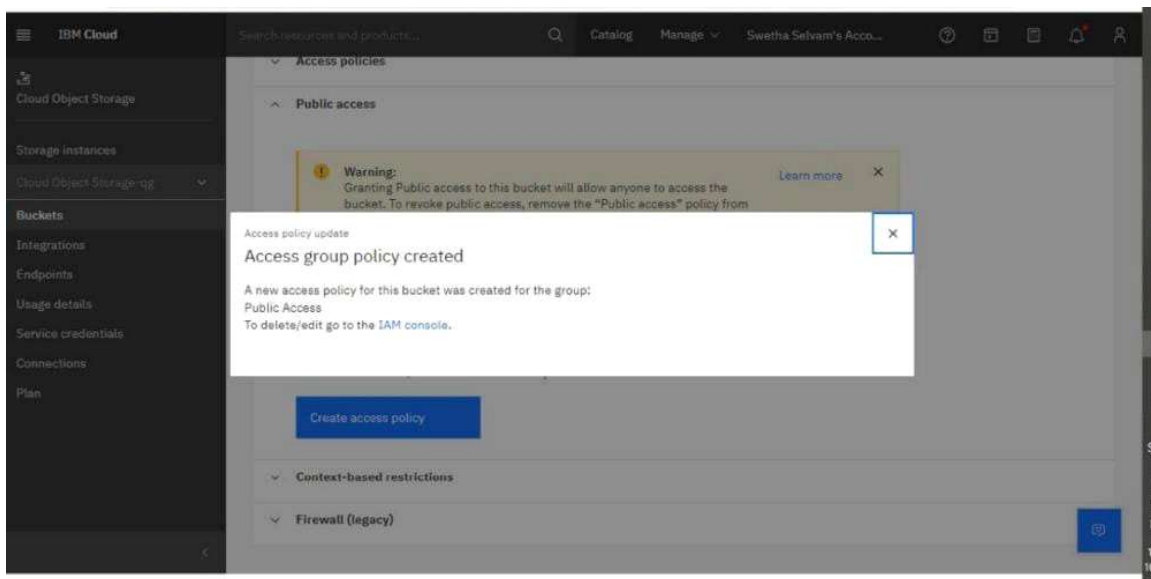 IBM Cloud
Search resources and products...
Catalog
Manage
Swetha Selvam's Acco...
Cloud Object Storage
Storage instances
Cloud Object Storage-qg
Buckets
Integrations
Endpoints
Usage details
Service credentials
Connections
Plan
Access policies
Public access
Warning:
Granting Public access to this bucket will allow anyone to access the
bucket. To revoke public access, remove the "Public access" policy from
Learn more
Access policy update
Access group policy created
A new access policy for this bucket was created for the group:
Public Access
To delete/edit go to the IAM console.
Create access policy
Context-based restrictions
Firewall (legacy)